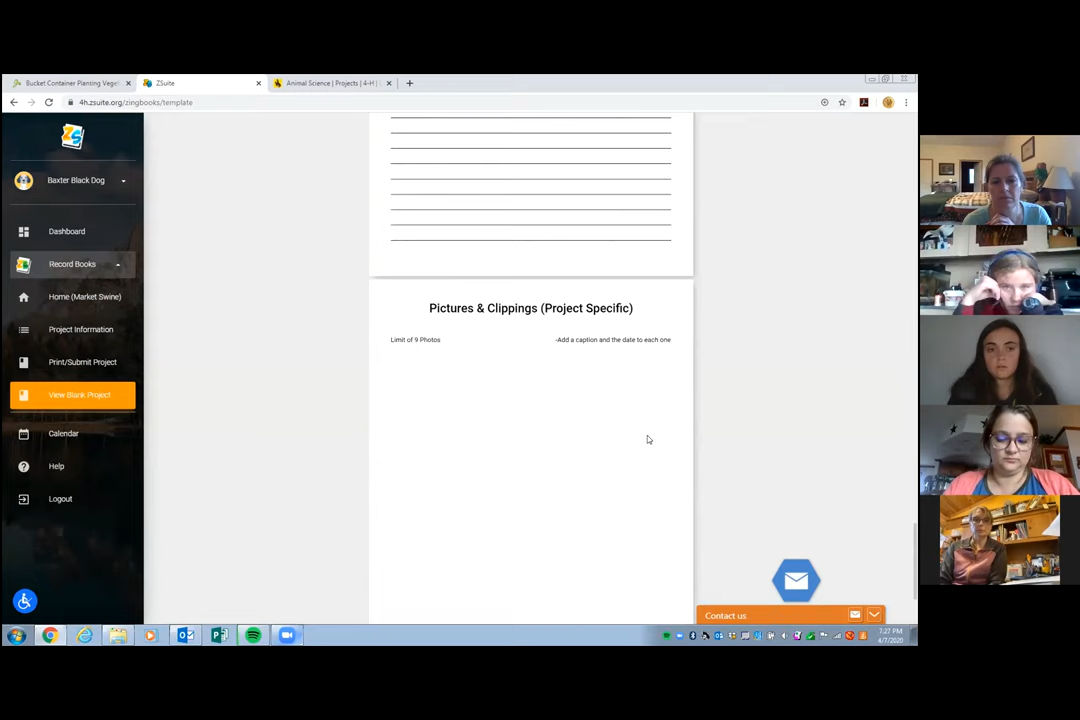 Bucket Container Planting Veget
ZSuite
Animal Science | Projects | 4-H |
4h.zsuite.org/zingbooks/template
ZS
Baxter Black Dog
Dashboard
Record Books
Home (Market Swine)
Project Information
Print/Submit Project
View Blank Project
Calendar
Help
Logout
Pictures & Clippings (Project Specific)
Limit of 9 Photos
-Add a caption and the date to each one
Contact us
7:27 PM
4/7/2020